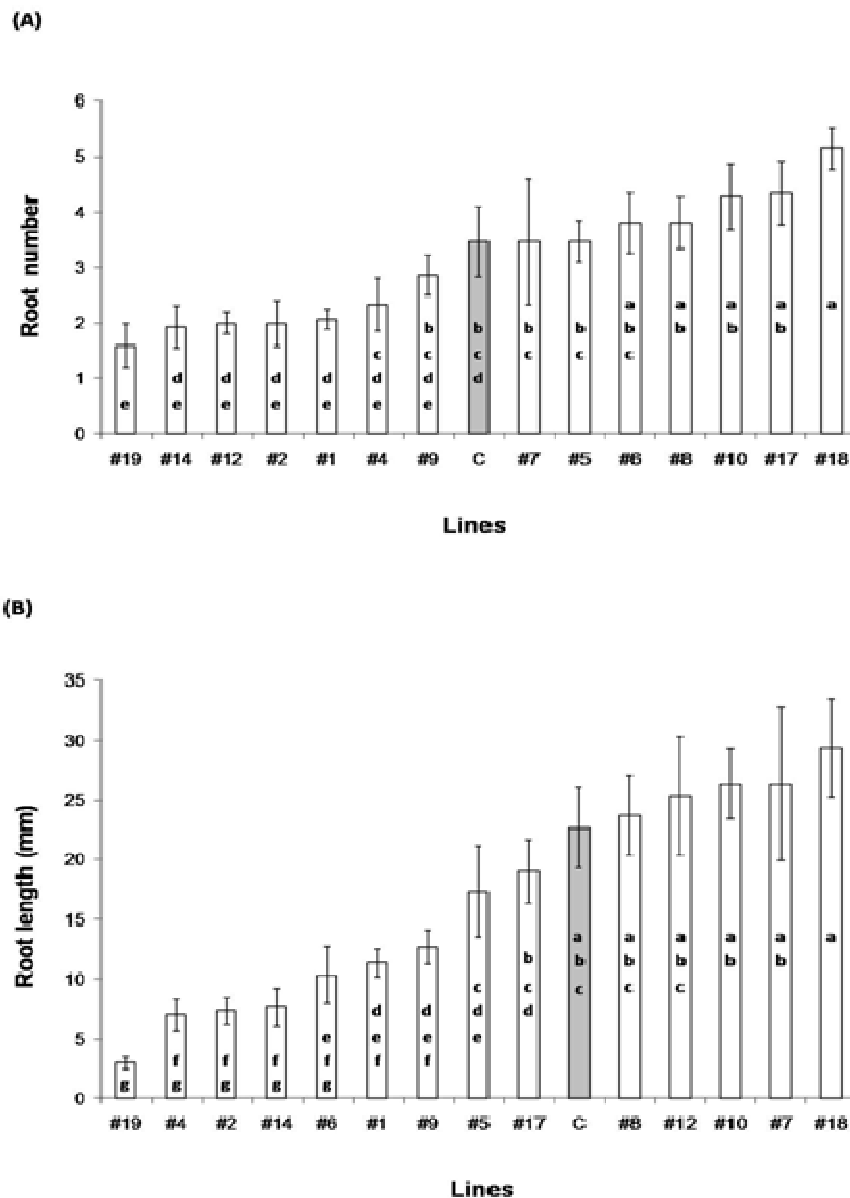 (A)
Root number
6
5
4
3
2
1
0
e
d e
d e
d e
d e
c d e
b c d e
b c d
b c
b c
a b c
a b
a b
a b
a
#19 #14 #12 #2 #1 #4 #9 C #7 #5 #6 #8 #10 #17 #18
Lines
(B)
Root length (mm)
35
30
25
20
15
10
5
0
g
f g
f g
f g
e f g
d e f
d e f
c d e
b c d
a b c
a b c
a b c
a b
a b
a
#19 #4 #2 #14 #6 #1 #9 #5 #17 C #8 #12 #10 #7 #18
Lines